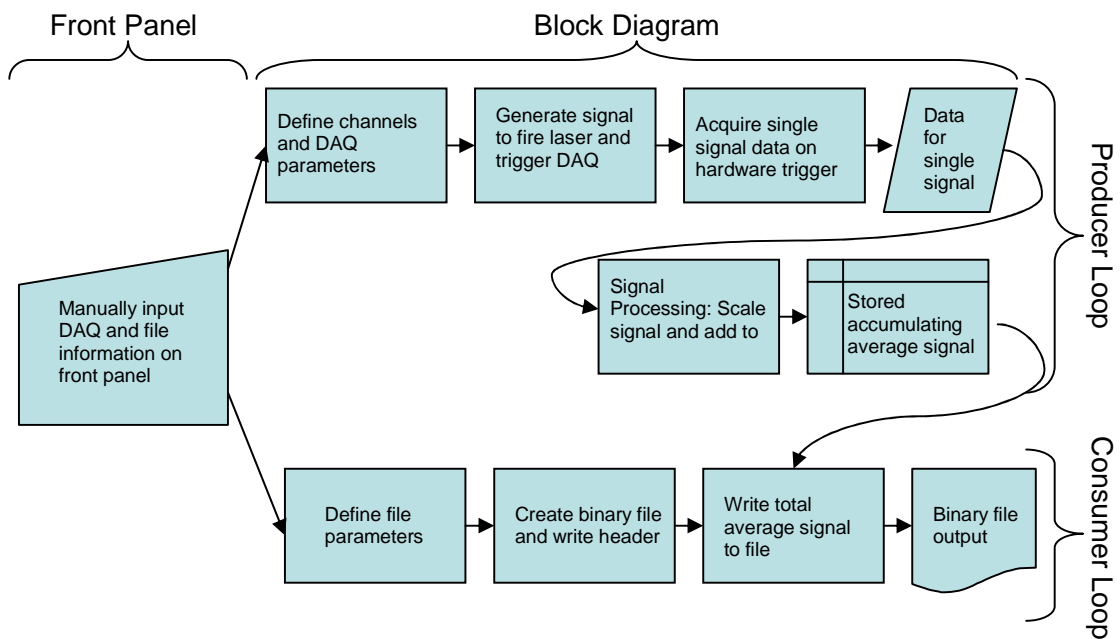 Front Panel
Block Diagram
Define channels
and DAQ
parameters
Generate signal
to fire laser and
trigger DAQ
Acquire single
signal data on
hardware trigger
Data
for
single
signal
Producer Loop
Manually input
DAQ and file
information on
front panel
Signal
Processing: Scale
signal and add to
Stored
accumulating
average signal
Define file
parameters
Create binary file
and write header
Write total
average signal
to file
Binary file
output
Consumer Loop